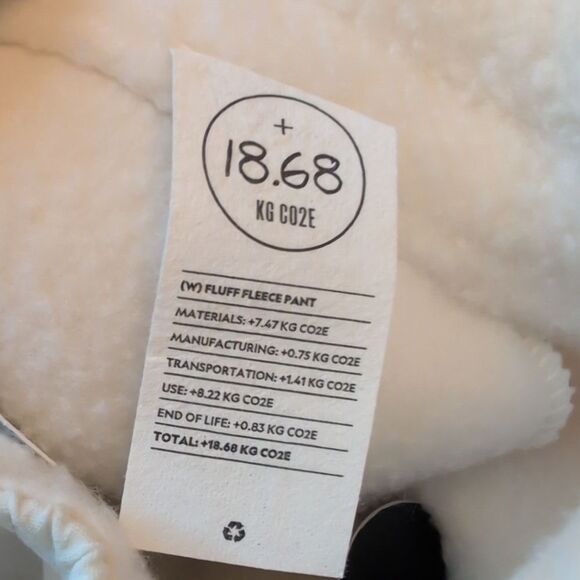 +
18.68
KG CO2E
(W) FLUFF FLEECE PANT
MATERIALS: +7.47 KG CO2E
MANUFACTURING: +0.75 KG CO2E
TRANSPORTATION: +1.41 KG CO2E
USE: +8.22 KG CO2E
END OF LIFE: +0.83 KG CO2E
TOTAL: +18.68 KG CO2E